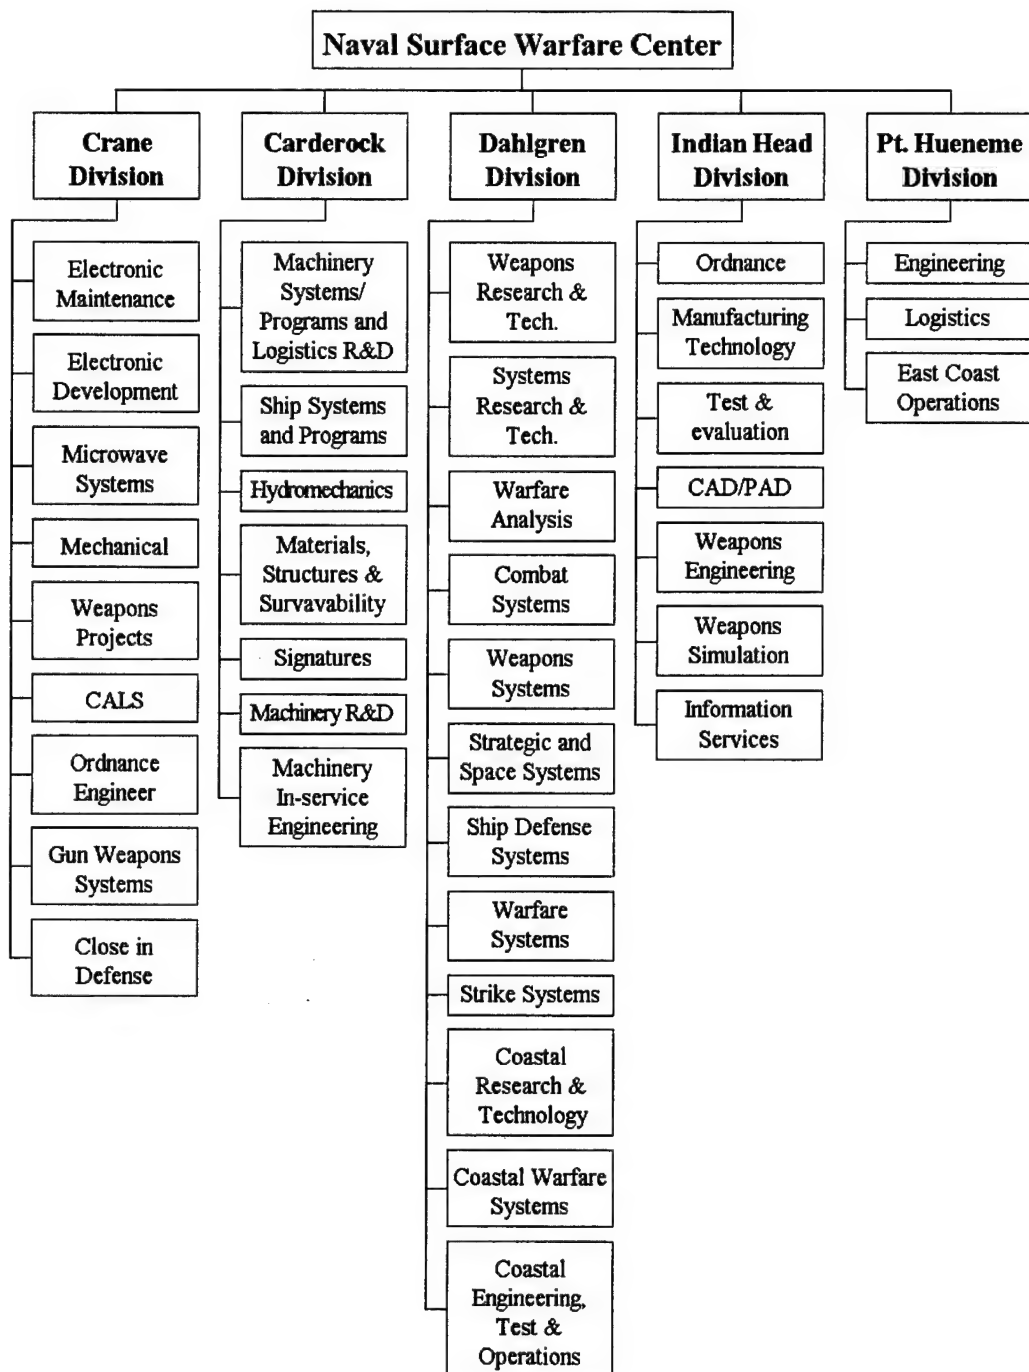 Naval Surface Warfare Center
Crane
Division
Electronic
Maintenance
Electronic
Development
Microwave
Systems
Mechanical
Weapons
Projects
CALS
Ordnance
Engineer
Gun Weapons
Systems
Close in
Defense
Carderock
Division
Machinery
Systems/
Programs and
Logistics R&D
Ship Systems
and Programs
Hydromechanics
Materials,
Structures &
Survavability
Signatures
Machinery R&D
Machinery
In-service
Engineering
Dahlgren
Division
Weapons
Research &
Tech.
Systems
Research &
Tech.
Warfare
Analysis
Combat
Systems
Weapons
Systems
Strategic and
Space Systems
Ship Defense
Systems
Warfare
Systems
Strike Systems
Coastal
Research &
Technology
Coastal Warfare
Systems
Coastal
Engineering,
Test &
Operations
Indian Head
Division
Ordnance
Manufacturing
Technology
Test &
evaluation
CAD/PAD
Weapons
Engineering
Weapons
Simulation
Information
Services
Pt. Hueneme
Division
Engineering
Logistics
East Coast
Operations